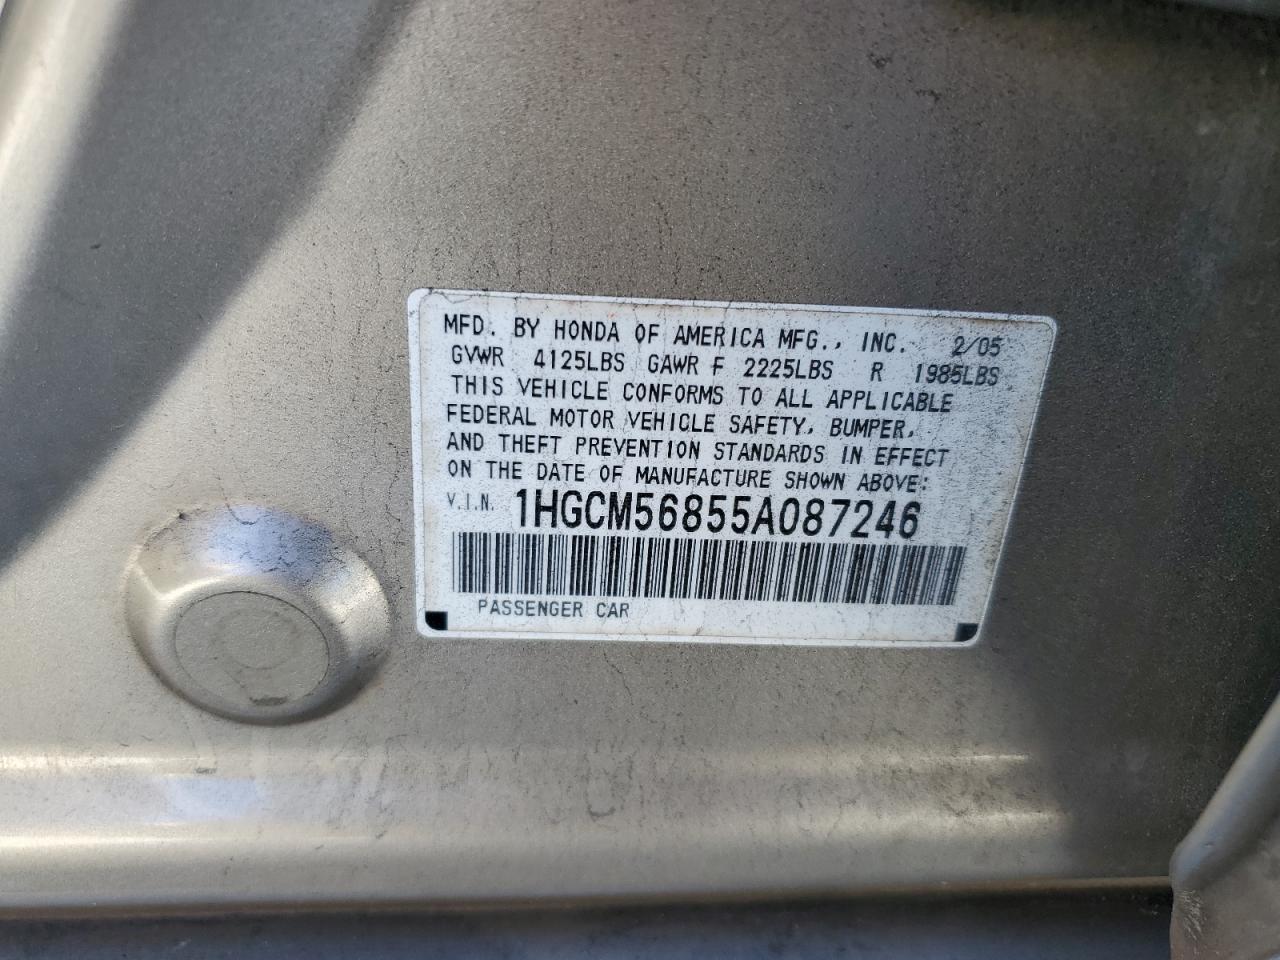 MFD. BY HONDA OF AMERICA MFG., INC. 2/05
GVWR 4125LBS GAWR F 2225LBS R 1985LBS
THIS VEHICLE CONFORMS TO ALL APPLICABLE
FEDERAL MOTOR VEHICLE SAFETY, BUMPER,
AND THEFT PREVENTION STANDARDS IN EFFECT
ON THE DATE OF MANUFACTURE SHOWN ABOVE:
V.I.N. 1HGCM56855A087246
PASSENGER CAR